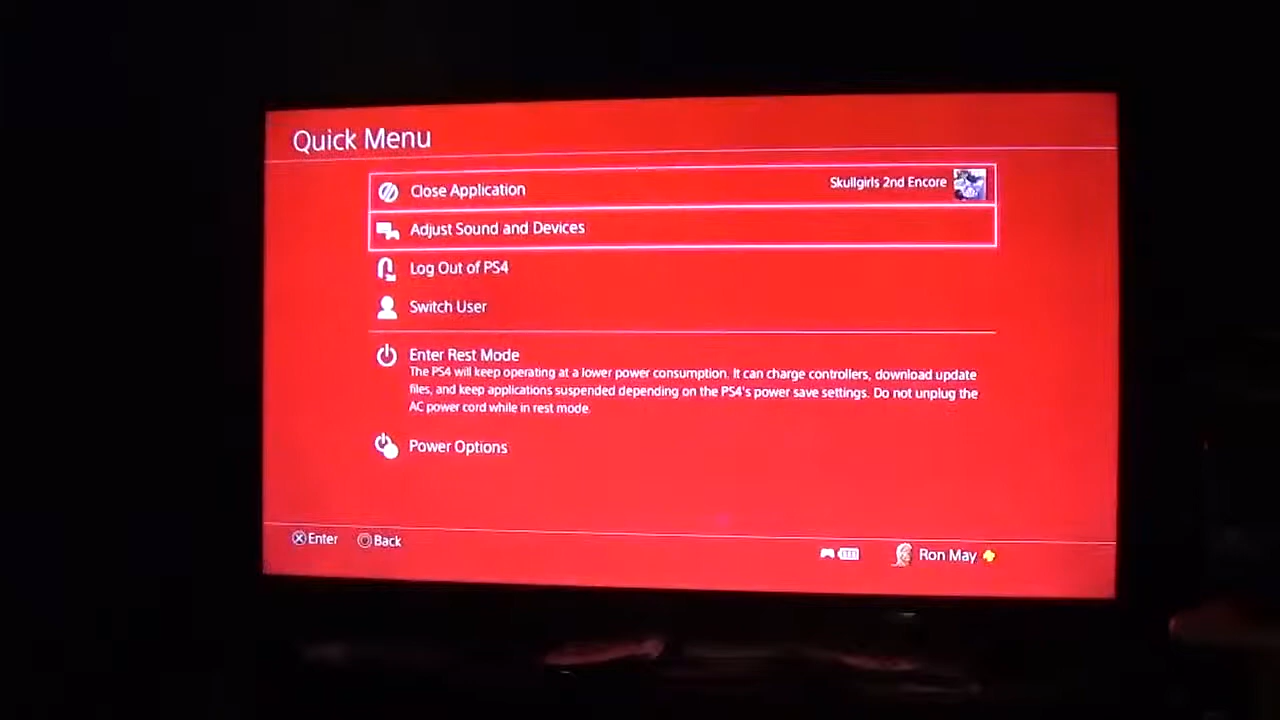 Quick Menu
Close Application
Skullgirls 2nd Encore
Adjust Sound and Devices
Log Out of PS4
Switch User
Enter Rest Mode
The PS4 will keep operating at a lower power consumption. It can charge controllers, download update
files, and keep applications suspended depending on the PS4's power save settings. Do not unplug the
AC power cord while in rest mode.
Power Options
Enter
Back
Ron May